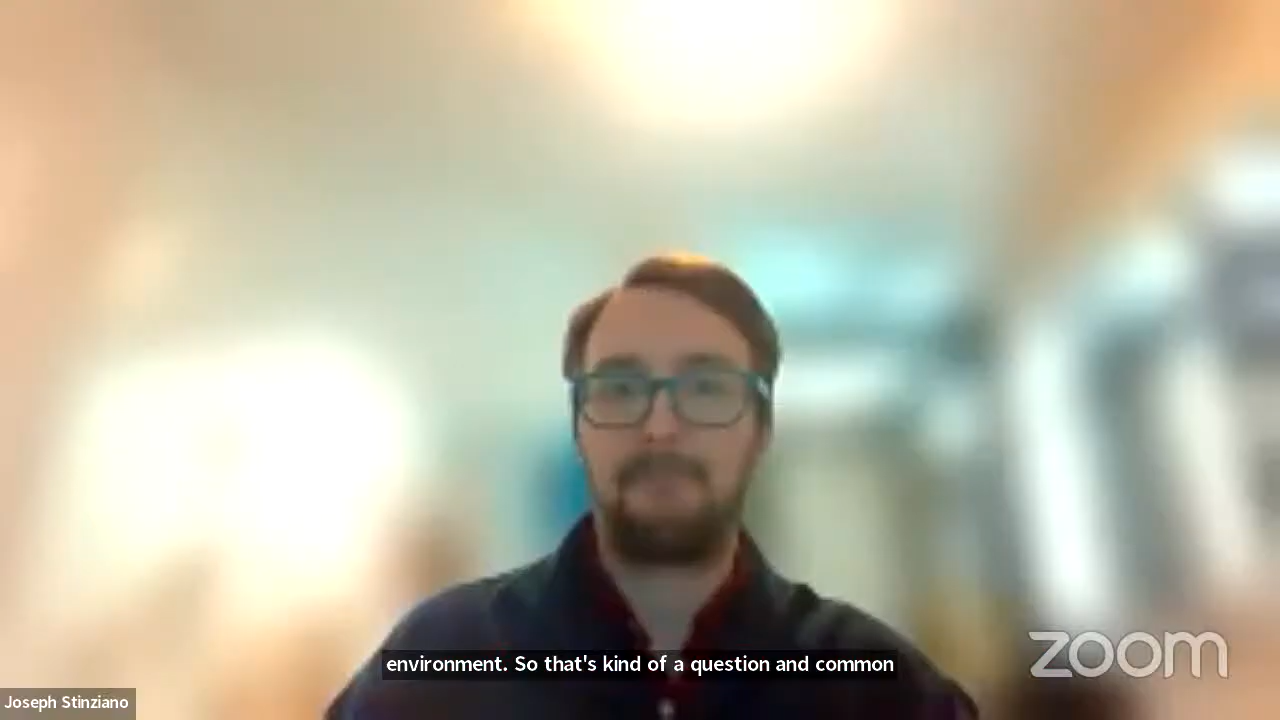 environment. So that's kind of a question and common
zoom
Joseph Stinziano